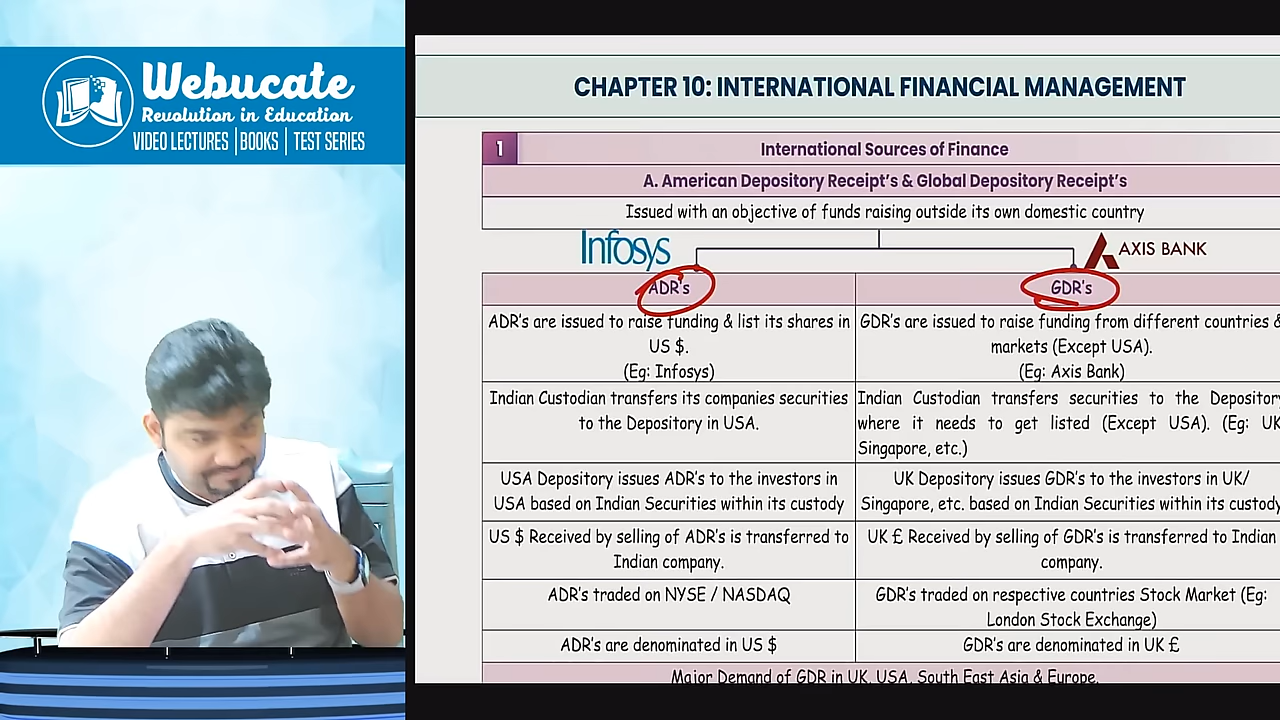 Webucate
Revolution in Education
VIDEO LECTURES | BOOKS | TEST SERIES
CHAPTER 10: INTERNATIONAL FINANCIAL MANAGEMENT
1
International Sources of Finance
A. American Depository Receipt's & Global Depository Receipt's
Issued with an objective of funds raising outside its own domestic country
Infosys
AXIS BANK
ADR's
GDR's
ADR's are issued to raise funding & list its shares in
US $.
(Eg: Infosys)
GDR's are issued to raise funding from different countries &
markets (Except USA).
(Eg: Axis Bank)
Indian Custodian transfers its companies securities
to the Depository in USA.
Indian Custodian transfers securities to the Depository
where it needs to get listed (Except USA). (Eg: UK
Singapore, etc.)
USA Depository issues ADR's to the investors in
USA based on Indian Securities within its custody
UK Depository issues GDR's to the investors in UK/
Singapore, etc. based on Indian Securities within its custody
US $ Received by selling of ADR's is transferred to
Indian company.
UK £ Received by selling of GDR's is transferred to Indian
company.
ADR's traded on NYSE / NASDAQ
GDR's traded on respective countries Stock Market (Eg:
London Stock Exchange)
ADR's are denominated in US $
GDR's are denominated in UK £
Major Demand of GDR in UK, USA, South East Asia & Europe.